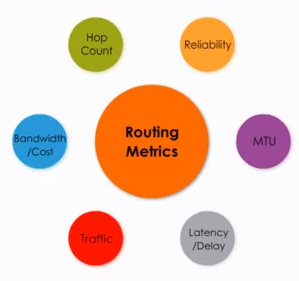 Hop
Count
Reliability
Bandwidth
/Cost
Routing
Metrics
MTU
Traffic
Latency
/Delay